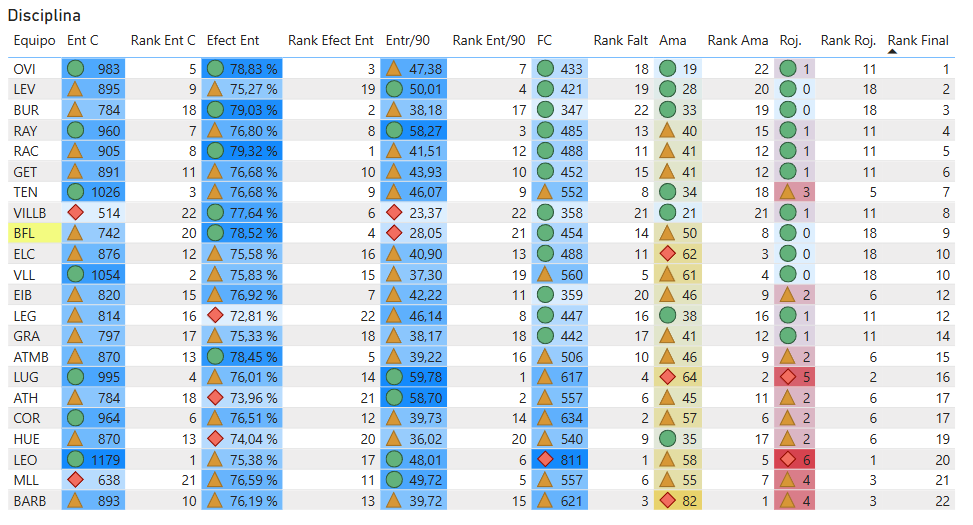 Disciplina
Equipo Ent C Rank Ent C Efect Ent Rank Efect Ent Entr/90 Rank Ent/90 FC Rank Falt Ama Rank Ama Roj. Rank Roj. Rank Final
OVI 983 5 78,83 % 3 47,38 7 433 18 19 22 1 11 1
LEV 895 9 75,27 % 19 50,01 4 421 19 28 20 0 18 2
BUR 784 18 79,03 % 2 38,18 17 347 22 33 19 0 18 3
RAY 960 7 76,80 % 8 58,27 3 485 13 40 15 1 11 4
RAC 905 8 79,32 % 1 41,51 12 488 11 41 12 1 11 5
GET 891 11 76,68 % 10 43,93 10 452 15 41 12 1 11 6
TEN 1026 3 76,68 % 9 46,07 9 552 8 34 18 3 5 7
VILLB 514 22 77,64 % 6 23,37 22 358 21 21 21 1 11 8
BFL 742 20 78,52 % 4 28,05 21 454 14 50 8 0 18 9
ELC 876 12 75,58 % 16 40,90 13 488 11 62 3 0 18 10
VLL 1054 2 75,83 % 15 37,30 19 560 5 61 4 0 18 10
EIB 820 15 76,92 % 7 42,22 11 359 20 46 9 2 6 12
LEG 814 16 72,81 % 22 46,14 8 447 16 38 16 1 11 12
GRA 797 17 75,33 % 18 38,17 18 442 17 41 12 1 11 14
ATMB 870 13 78,45 % 5 39,22 16 506 10 46 9 2 6 15
LUG 995 4 76,01 % 14 59,78 1 617 4 64 2 5 2 16
ATH 784 18 73,96 % 21 58,70 2 557 6 45 11 2 6 17
COR 964 6 76,51 % 12 39,73 14 634 2 57 6 2 6 17
HUE 870 13 74,04 % 20 36,02 20 540 9 35 17 2 6 19
LEO 1179 1 75,38 % 17 48,01 6 811 1 58 5 6 1 20
MLL 638 21 76,59 % 11 49,72 5 557 6 55 7 4 3 21
BARB 893 10 76,19 % 13 39,72 15 621 3 82 1 4 3 22